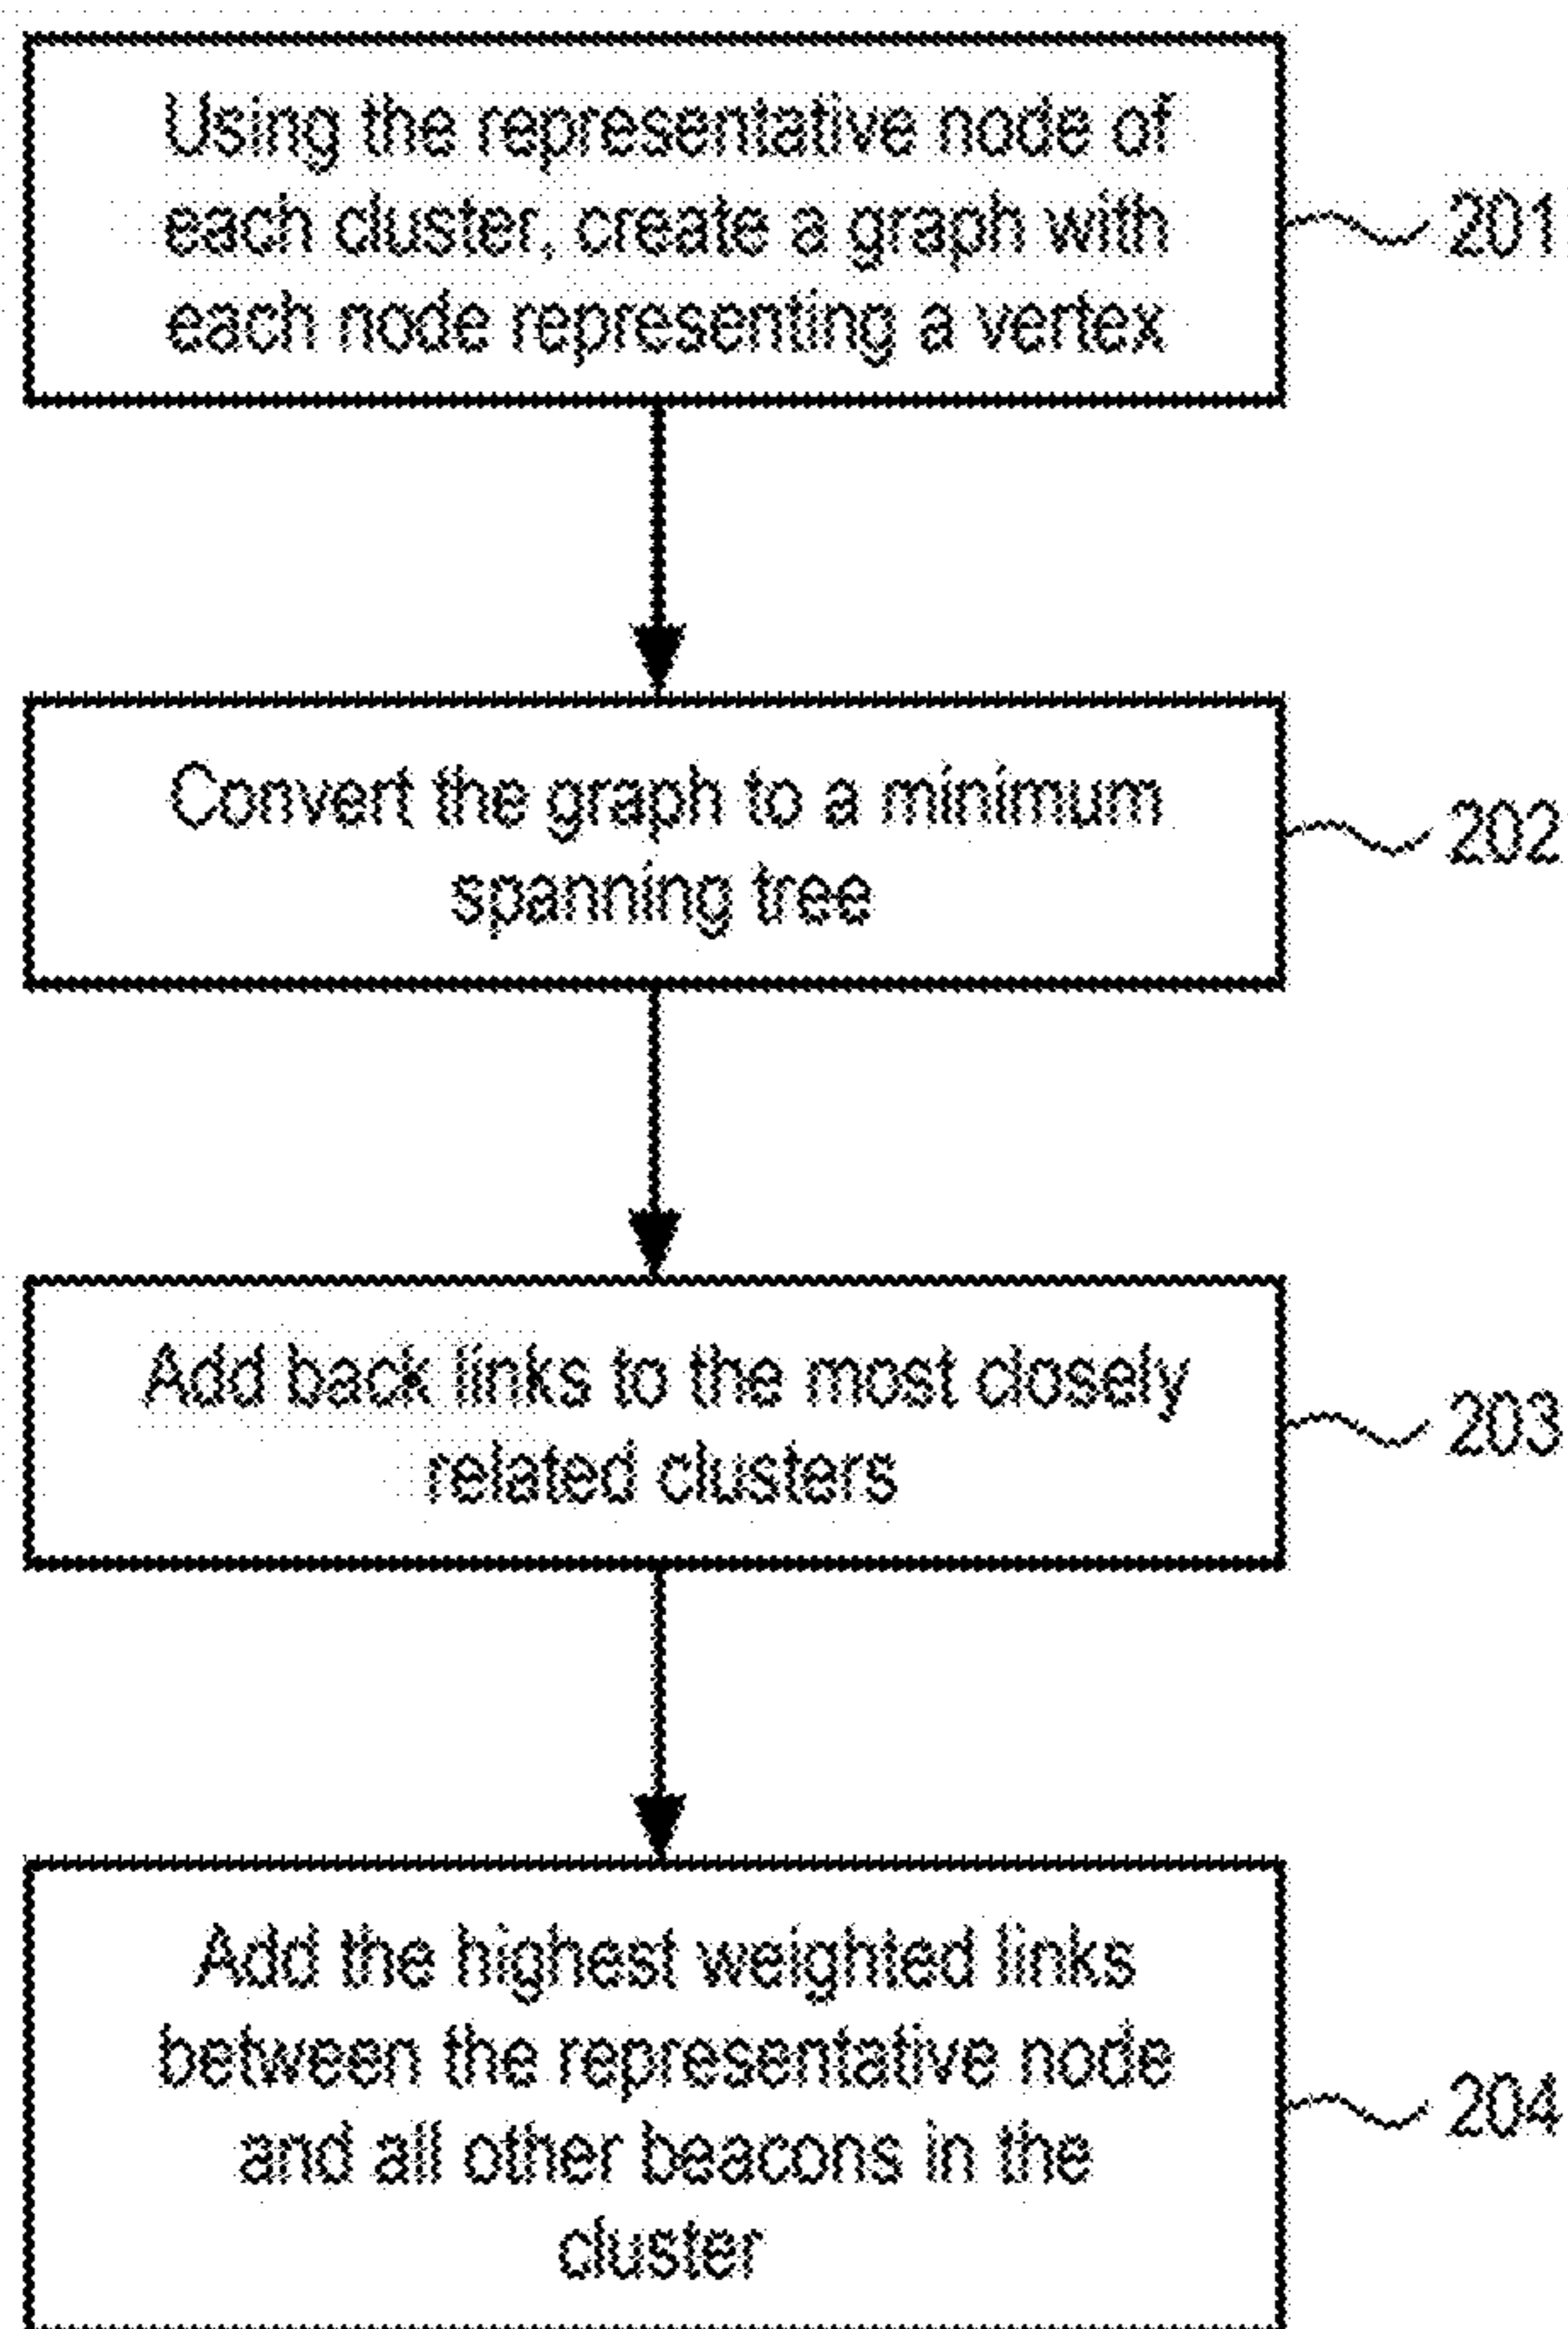 Using the representative node of
each cluster, create a graph with
each node representing a vertex
201
Convert the graph to a minimum
spanning tree
202
Add back links to the most closely
related clusters
203
Add the highest weighted links
between the representative node
and all other beacons in the
cluster
204